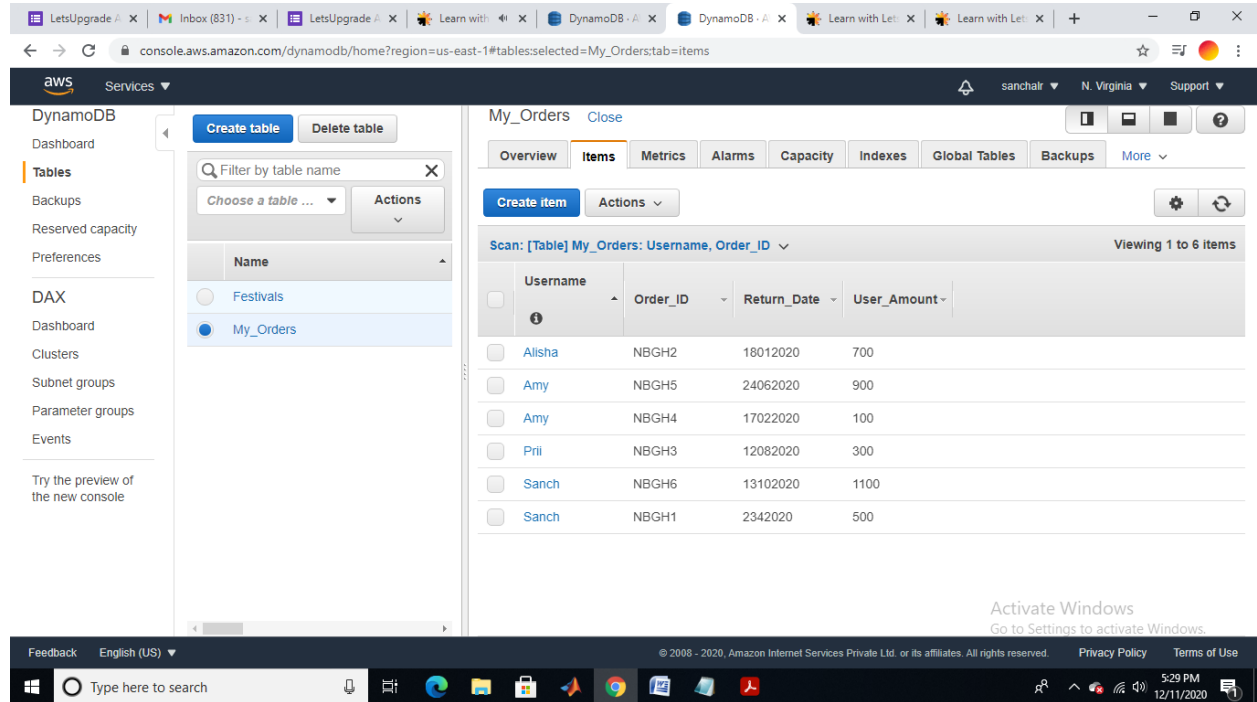 LetsUpgrade A
Inbox (831) - s
LetsUpgrade A
Learn with
DynamoDB · A
DynamoDB · A
Learn with Let
Learn with Let
console.aws.amazon.com/dynamodb/home?region=us-east-1#tables:selected=My_Orders;tab=items
aws Services sanchalr N. Virginia Support
DynamoDB
Dashboard
Tables
Backups
Reserved capacity
Preferences
DAX
Dashboard
Clusters
Subnet groups
Parameter groups
Events
Try the preview of
the new console
Create table Delete table
Filter by table name
Choose a table ... Actions
Name
Festivals
My_Orders
My_Orders Close
Overview Items Metrics Alarms Capacity Indexes Global Tables Backups More
Create item Actions
Scan: [Table] My_Orders: Username, Order_ID Viewing 1 to 6 items
Username Order_ID Return_Date User_Amount
Alisha NBGH2 18012020 700
Amy NBGH5 24062020 900
Amy NBGH4 17022020 100
Prii NBGH3 12082020 300
Sanch NBGH6 13102020 1100
Sanch NBGH1 2342020 500
Activate Windows
Go to Settings to activate Windows.
Feedback English (US) © 2008 - 2020, Amazon Internet Services Private Ltd. or its affiliates. All rights reserved. Privacy Policy Terms of Use
Type here to search
5:29 PM
12/11/2020